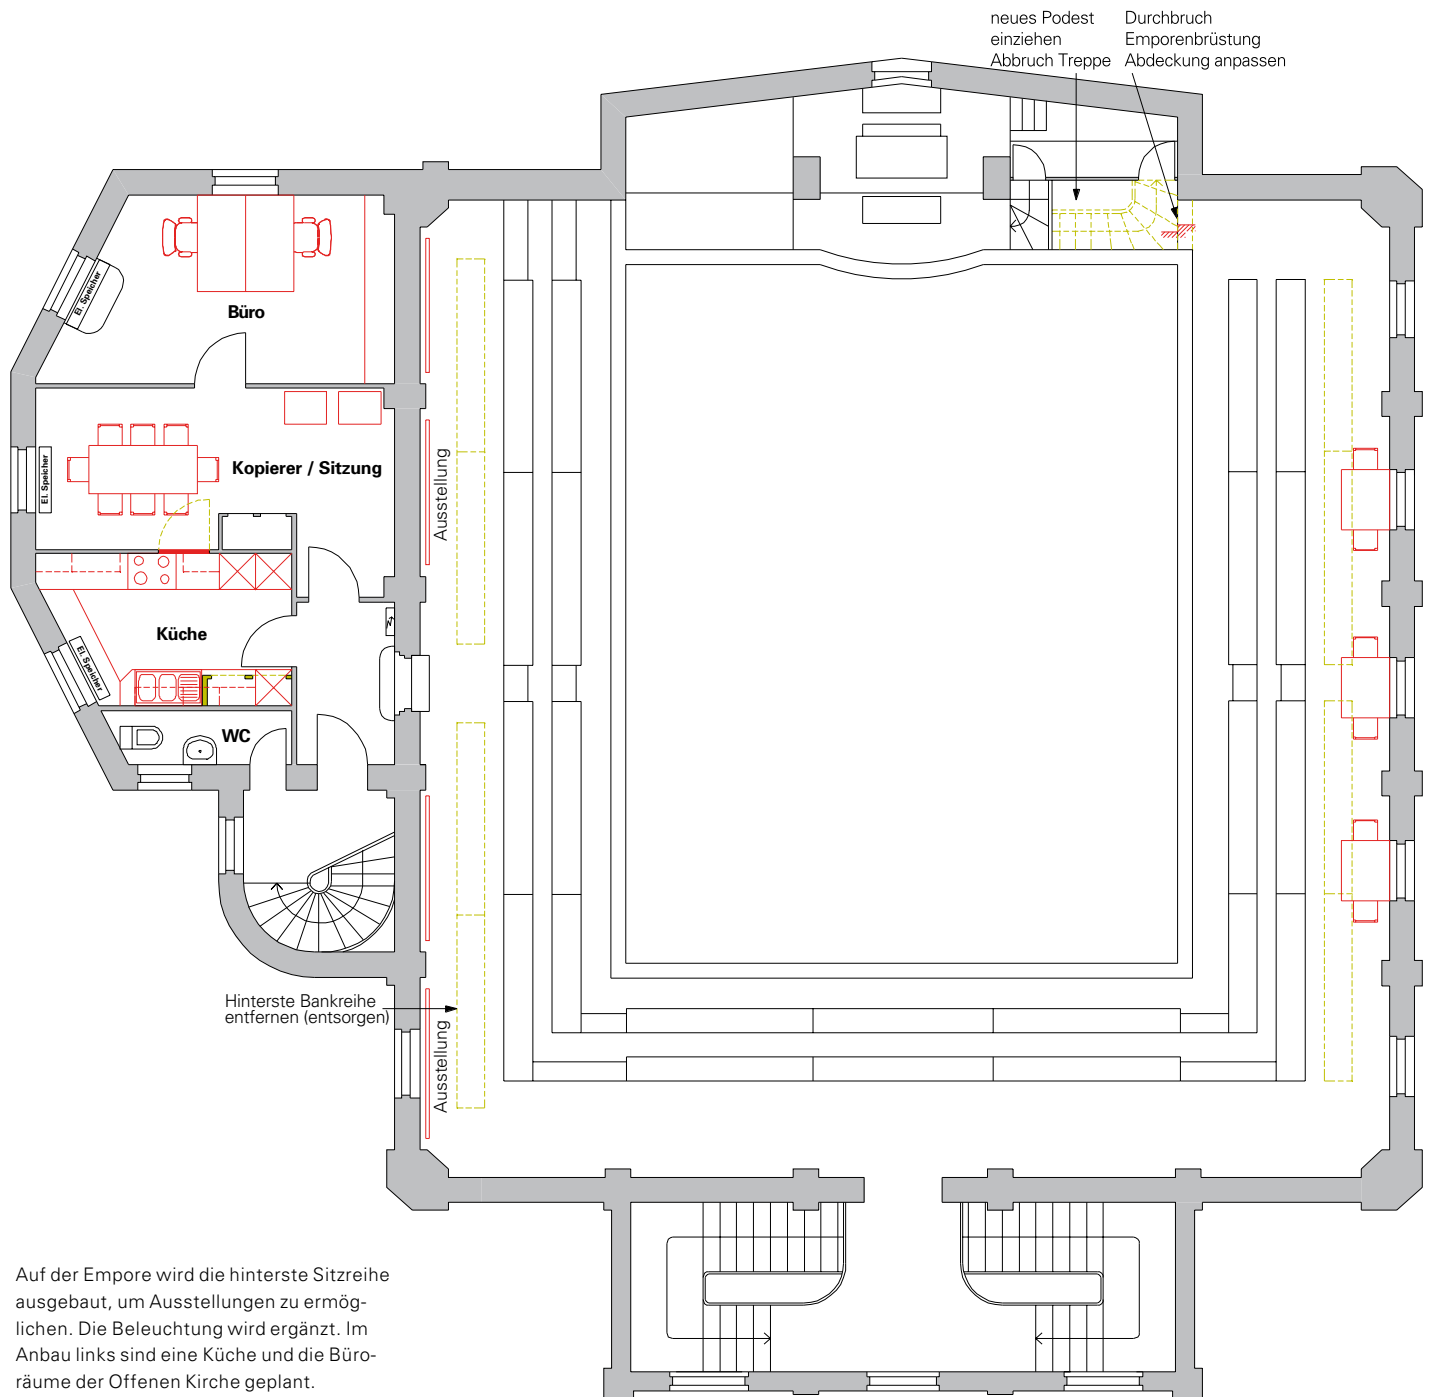 neues Podest
einziehen
Abbruch Treppe
Durchbruch
Emporenbrüstung
Abdeckung anpassen
El. Speicher
Büro
Kopierer / Sitzung
El. Speicher
Ausstellung
Küche
El. Speicher
WC
Hinterste Bankreihe
entfernen (entsorgen)
Ausstellung
Auf der Empore wird die hinterste Sitzreihe
ausgebaut, um Ausstellungen zu ermög-
lichen. Die Beleuchtung wird ergänzt. Im
Anbau links sind eine Küche und die Büro-
räume der Offenen Kirche geplant.